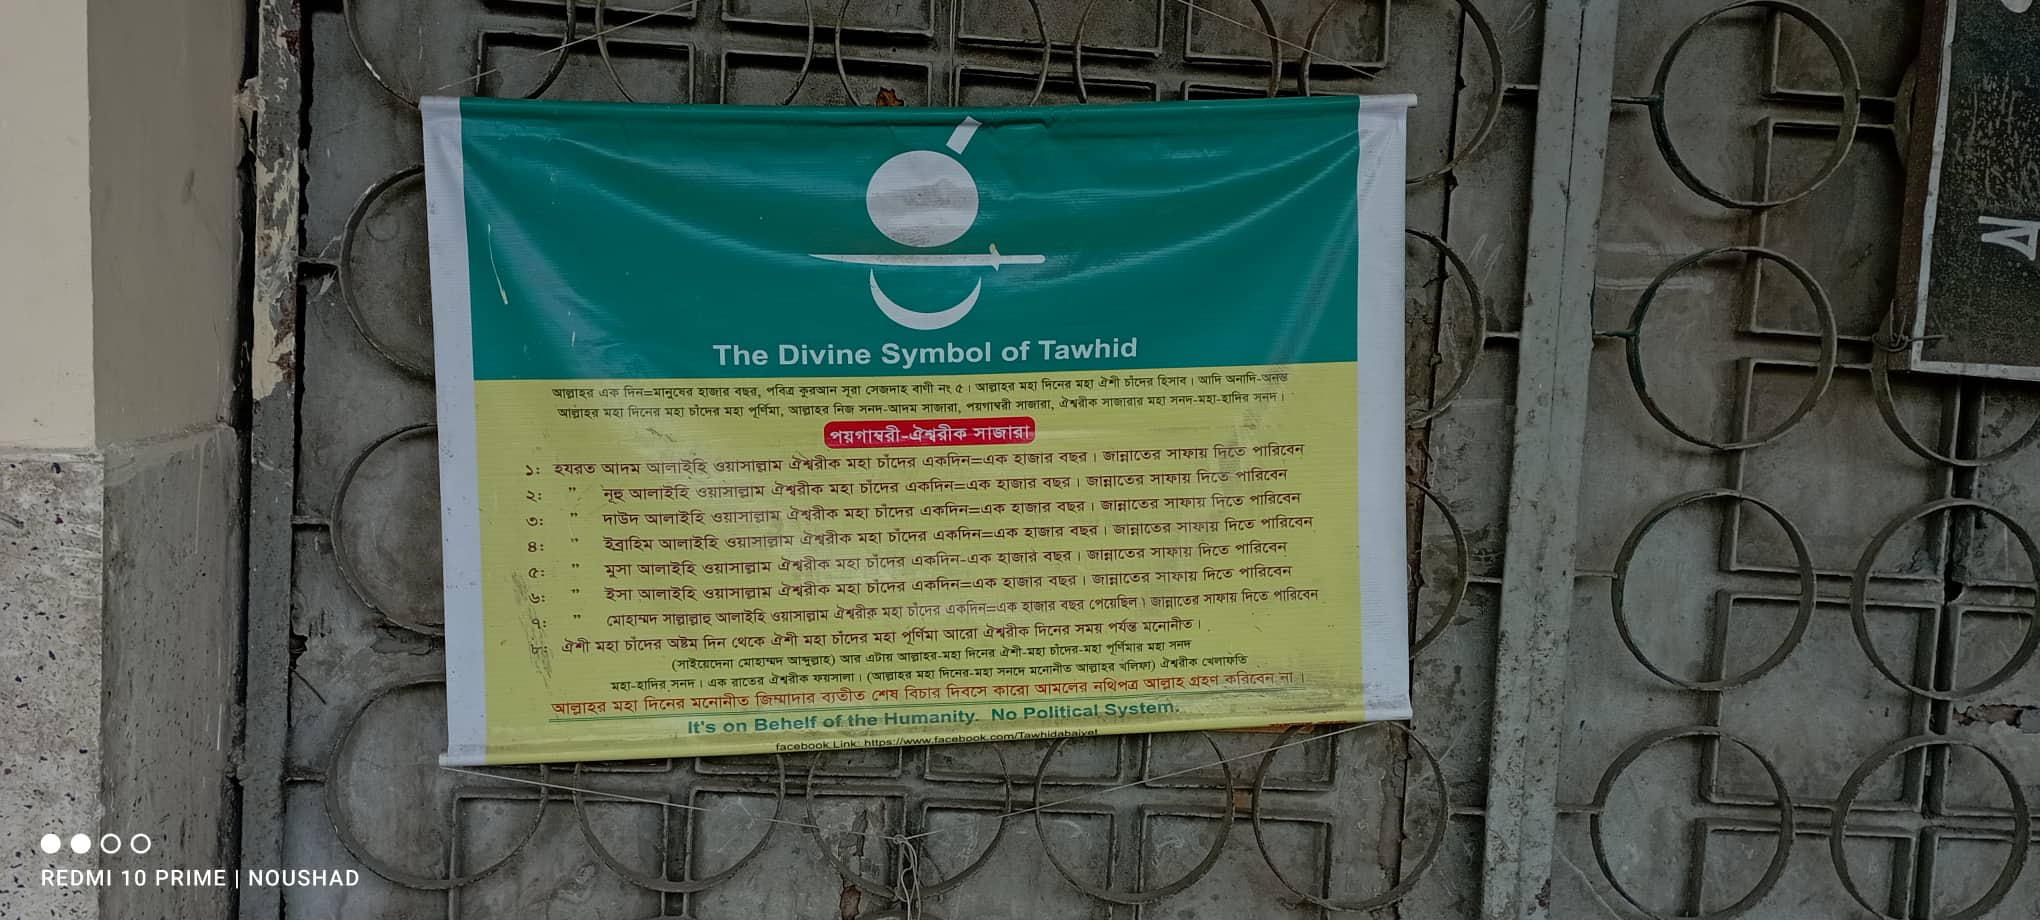 The Divine Symbol of Tawhid
আল্লাহর এক দিন=মানুষের হাজার বছর, পবিত্র কুরআন সূরা সেজদাহ বাণী নং ৫। আল্লাহর মহা দিনের মহা ঐশী চাঁদের হিসাব। আদি অনাদি-অনন্ত
আল্লাহর মহা দিনের মহা চাঁদের মহা পূর্ণিমা, আল্লাহর নিজ সনদ-আদম সাজারা, পয়গাম্বরী সাজারা, ঐশ্বরীক সাজারার মহা সনদ-মহা-হাদির সনদ।
পয়গাম্বরী-ঐশ্বরীক সাজারা
১: হযরত আদম আলাইহি ওয়াসাল্লাম ঐশ্বরীক মহা চাঁদের একদিন=এক হাজার বছর। জান্নাতের সাফায় দিতে পারিবেন
২: " নূহু আলাইহি ওয়াসাল্লাম ঐশ্বরীক মহা চাঁদের একদিন=এক হাজার বছর। জান্নাতের সাফায় দিতে পারিবেন
৩: " দাউদ আলাইহি ওয়াসাল্লাম ঐশ্বরীক মহা চাঁদের একদিন=এক হাজার বছর। জান্নাতের সাফায় দিতে পারিবেন
৪: " ইব্রাহিম আলাইহি ওয়াসাল্লাম ঐশ্বরীক মহা চাঁদের একদিন=এক হাজার বছর। জান্নাতের সাফায় দিতে পারিবেন
৫: " মুসা আলাইহি ওয়াসাল্লাম ঐশ্বরীক মহা চাঁদের একদিন-এক হাজার বছর। জান্নাতের সাফায় দিতে পারিবেন
৬: " ইসা আলাইহি ওয়াসাল্লাম ঐশ্বরীক মহা চাঁদের একদিন=এক হাজার বছর। জান্নাতের সাফায় দিতে পারিবেন
৭: " মোহাম্মদ সাল্লাল্লাহু আলাইহি ওয়াসাল্লাম ঐশ্বরীক মহা চাঁদের একদিন=এক হাজার বছর পেয়েছিল। জান্নাতের সাফায় দিতে পারিবেন
৮: ঐশী মহা চাঁদের অষ্টম দিন থেকে ঐশী মহা চাঁদের মহা পূর্ণিমা আরো ঐশ্বরীক দিনের সময় পর্যন্ত মনোনীত।
(সাইয়েদেনা মোহাম্মদ আব্দুল্লাহ) আর এটায় আল্লাহর-মহা দিনের ঐশী-মহা চাঁদের-মহা পূর্ণিমার মহা সনদ
মহা-হাদির সনদ। এক রাতের ঐশ্বরীক ফয়সালা। (আল্লাহর মহা দিনের-মহা সনদে মনোনীত আল্লাহর খলিফা) ঐশ্বরীক খেলাফতি
আল্লাহর মহা দিনের মনোনীত জিম্মাদার ব্যতীত শেষ বিচার দিবসে কারো আমলের নথিপত্র আল্লাহ গ্রহণ করিবেন না।
It's on Behelf of the Humanity. No Political System.
facebook Link: https://www.facebook.com/Tawhidabaiyet
REDMI 10 PRIME | NOUSHAD